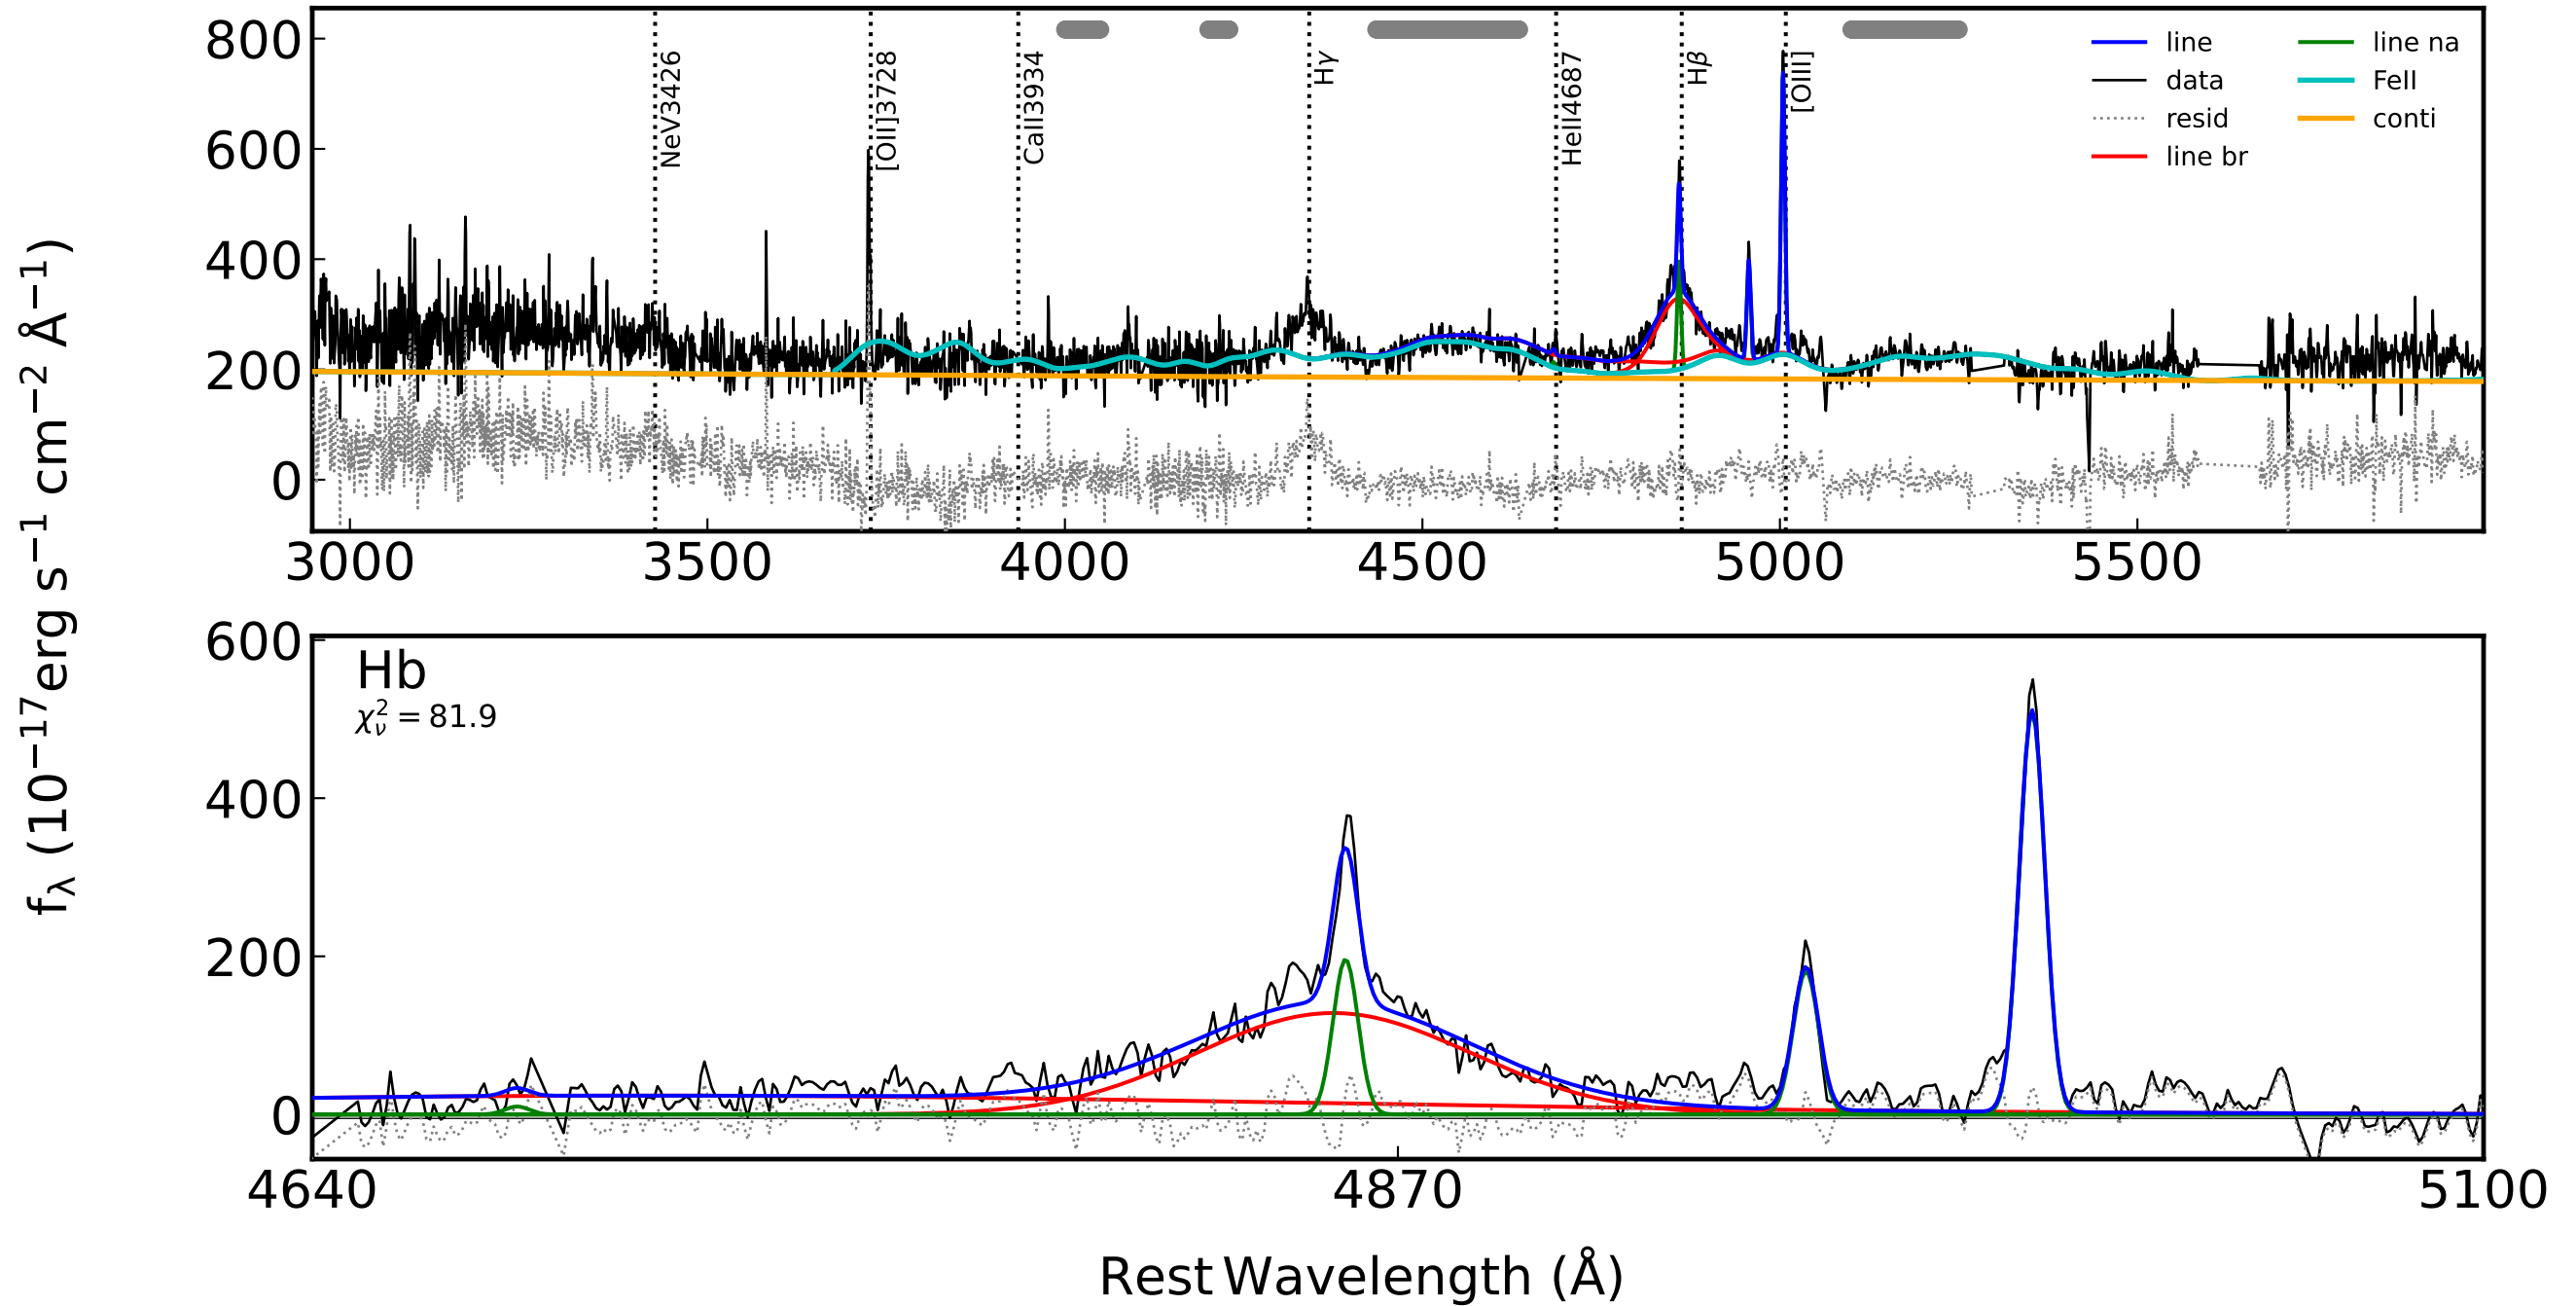 800
600
400
200
0
NeV3426
[OII]3728
CaII3934
Hγ
HeII4687
Hβ
[OIII]
line
data
resid
line br
line na
FeII
conti
3000 3500 4000 4500 5000 5500
f_λ (10⁻¹⁷erg s⁻¹ cm⁻² Å⁻¹)
600
400
200
0
Hb
χ²_ν = 81.9
4640 4870 5100
Rest Wavelength (Å)